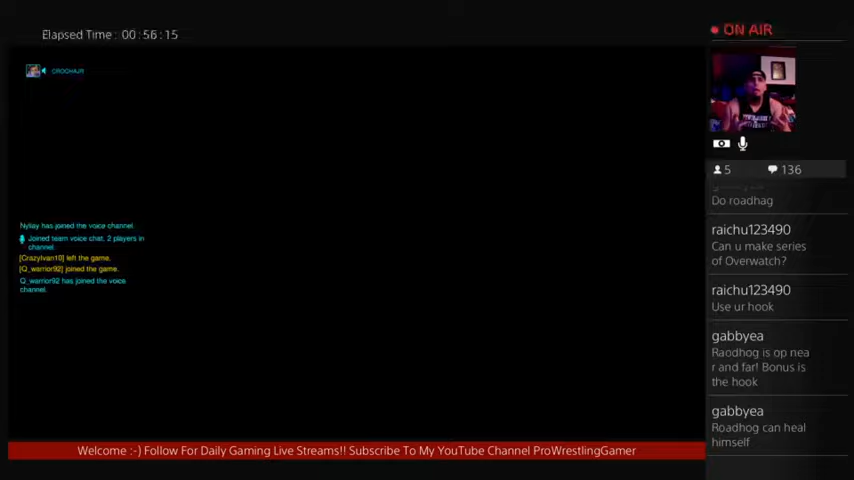 Elapsed Time : 00:56:15
ON AIR
CROCHAJR
5
136
Do roadhag
raichu123490
Can u make series
of Overwatch?
raichu123490
Use ur hook
gabbyea
Raodhog is op nea
r and far! Bonus is
the hook
gabbyea
Roadhog can heal
himself
Nyliay has joined the voice channel.
Joined team voice chat, 2 players in
channel.
[CrazyIvan10] left the game.
[Q_warrior92] joined the game.
Q_warrior92 has joined the voice
channel.
Welcome :-) Follow For Daily Gaming Live Streams!! Subscribe To My YouTube Channel ProWrestlingGamer